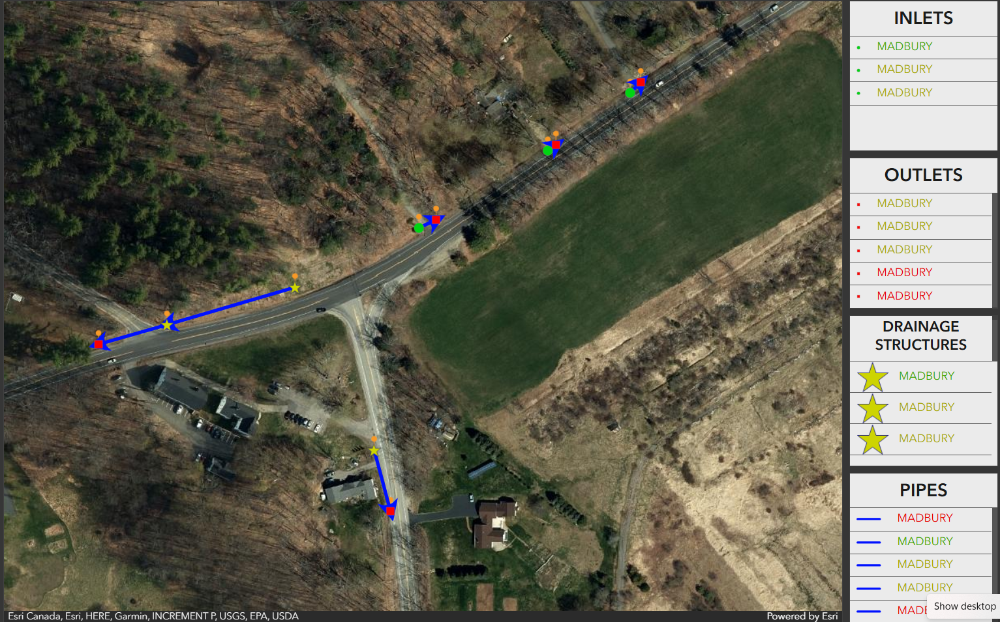 INLETS
MADBURY
MADBURY
MADBURY
OUTLETS
MADBURY
MADBURY
MADBURY
MADBURY
MADBURY
DRAINAGE
STRUCTURES
MADBURY
MADBURY
MADBURY
PIPES
MADBURY
MADBURY
MADBURY
MADBURY
MADE
Show desktop
Esri Canada, Esri, HERE, Garmin, INCREMENT P, USGS, EPA, USDA
Powered by Esri